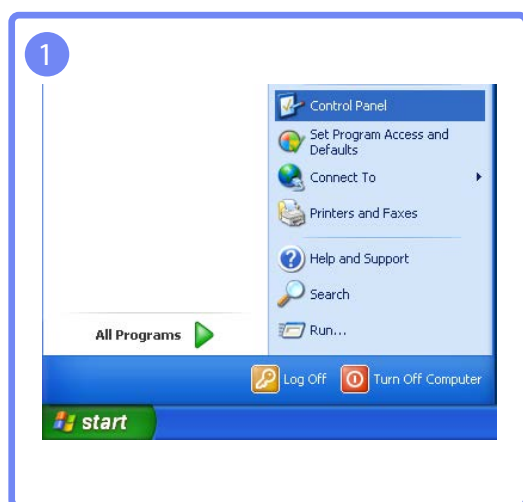 1
Control Panel
Set Program Access and
Defaults
Connect To
Printers and Faxes
Help and Support
Search
Run...
All Programs
Log Off
Turn Off Computer
start